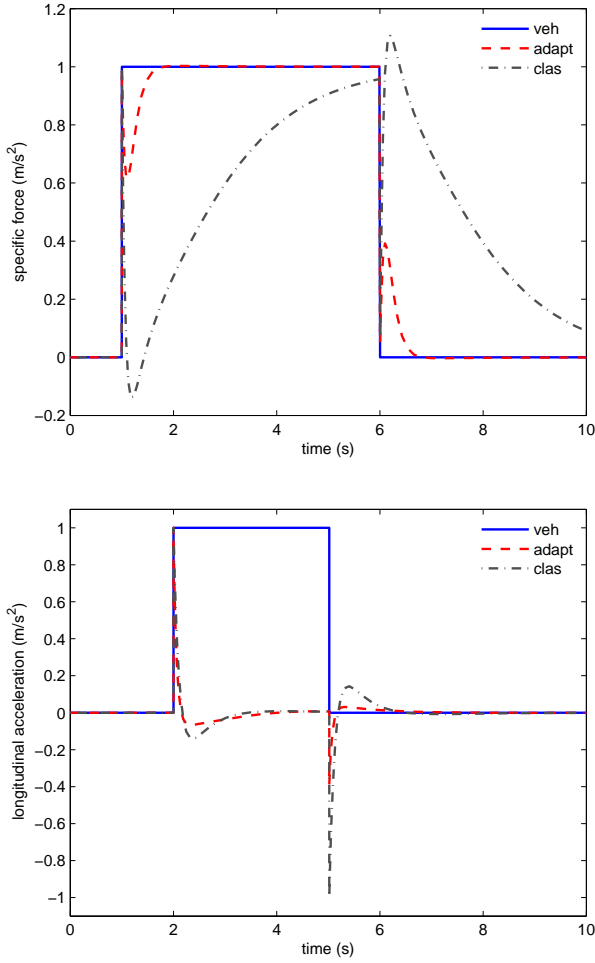 1.2
1
0.8
0.6
0.4
0.2
0
−0.2
specific force (m/s²)
veh
adapt
clas
0 2 4 6 8 10
time (s)
1
0.8
0.6
0.4
0.2
0
−0.2
−0.4
−0.6
−0.8
−1
longitudinal acceleration (m/s²)
veh
adapt
clas
0 2 4 6 8 10
time (s)